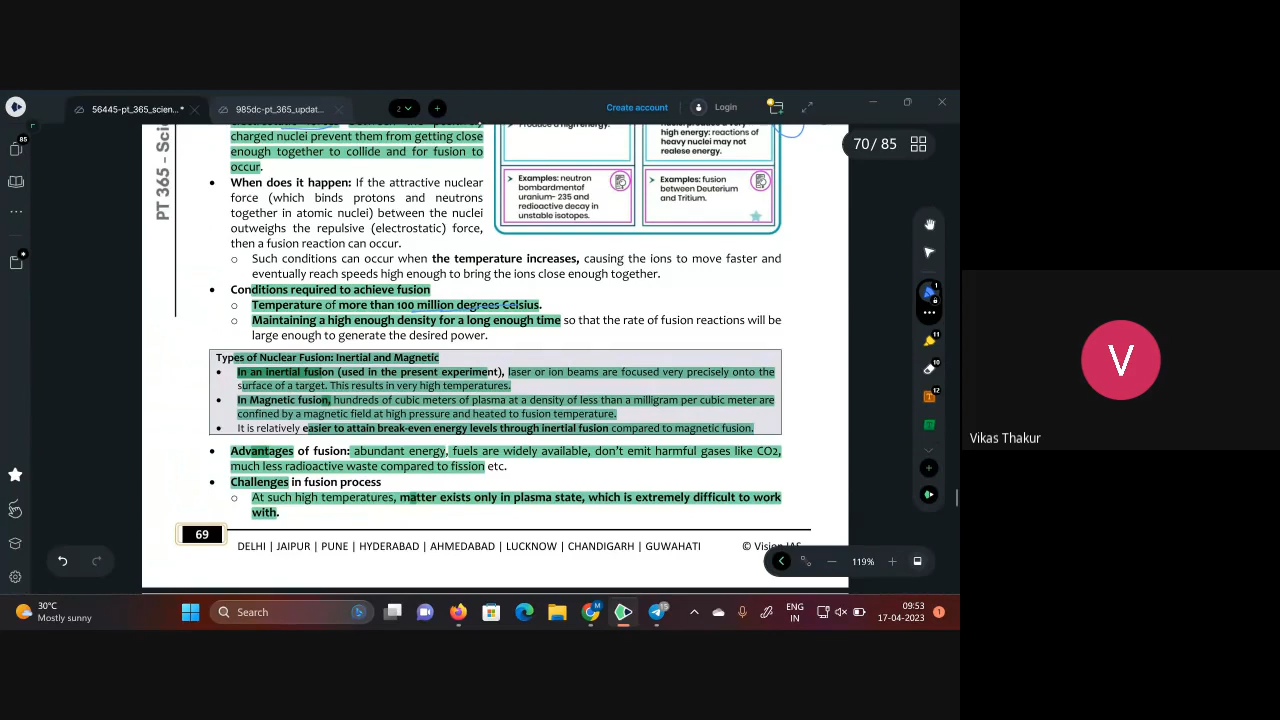 56445-pt_365_scien...*
985dc-pt_365_updat...
2
Create account
Login
85
PT 365 - Sci
charged nuclei prevent them from getting close
enough together to collide and for fusion to
occur.
• When does it happen: If the attractive nuclear
force (which binds protons and neutrons
together in atomic nuclei) between the nuclei
outweighs the repulsive (electrostatic) force,
then a fusion reaction can occur.
Produce a high energy.
high energy: reactions of
heavy nuclei may not
realese energy.
Examples: neutron
bombardmentof
uranium- 235 and
radioactive decay in
unstable isotopes.
Examples: fusion
between Deuterium
and Tritium.
o Such conditions can occur when the temperature increases, causing the ions to move faster and
eventually reach speeds high enough to bring the ions close enough together.
• Conditions required to achieve fusion
o Temperature of more than 100 million degrees Celsius.
o Maintaining a high enough density for a long enough time so that the rate of fusion reactions will be
large enough to generate the desired power.
Types of Nuclear Fusion: Inertial and Magnetic
• In an inertial fusion (used in the present experiment), laser or ion beams are focused very precisely onto the
surface of a target. This results in very high temperatures.
• In Magnetic fusion, hundreds of cubic meters of plasma at a density of less than a milligram per cubic meter are
confined by a magnetic field at high pressure and heated to fusion temperature.
• It is relatively easier to attain break-even energy levels through inertial fusion compared to magnetic fusion.
• Advantages of fusion: abundant energy, fuels are widely available, don't emit harmful gases like CO2,
much less radioactive waste compared to fission etc.
• Challenges in fusion process
o At such high temperatures, matter exists only in plasma state, which is extremely difficult to work
with.
69
DELHI | JAIPUR | PUNE | HYDERABAD | AHMEDABAD | LUCKNOW | CHANDIGARH | GUWAHATI
© Vision IAS
70/ 85
1
11
10
12
119%
V
Vikas Thakur
30°C
Mostly sunny
Search
ENG
IN
09:53
17-04-2023
1